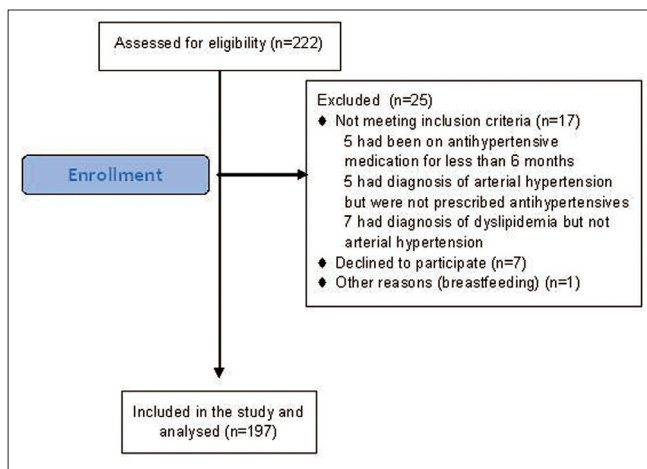 Assessed for eligibility (n=222)
Excluded (n=25)
♦ Not meeting inclusion criteria (n=17)
5 had been on antihypertensive
medication for less than 6 months
5 had diagnosis of arterial hypertension
but were not prescribed antihypertensives
7 had diagnosis of dyslipidemia but not
arterial hypertension
♦ Declined to participate (n=7)
♦ Other reasons (breastfeeding) (n=1)
Enrollment
Included in the study and
analysed (n=197)